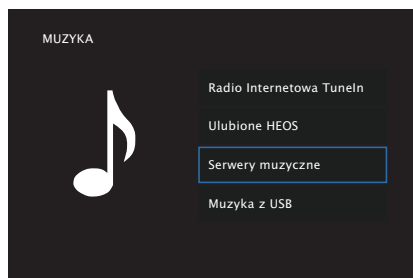 MUZYKA
Radio Internetowa TuneIn
Ulubione HEOS
Serwery muzyczne
Muzyka z USB